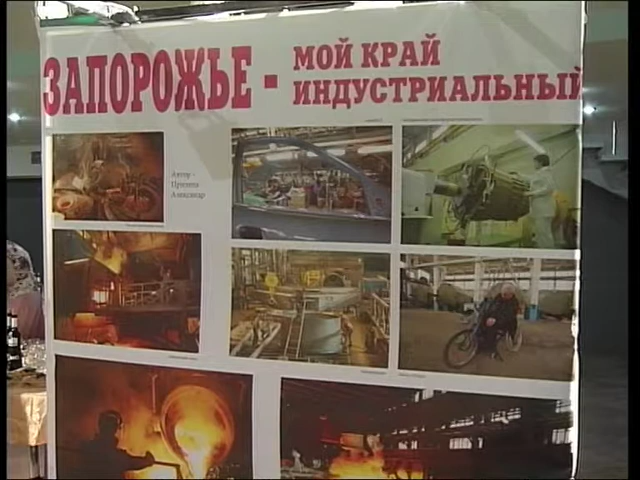 ЗАПОРОЖЬЕ -
МОЙ КРАЙ
ИНДУСТРИАЛЬНЫЙ
Автор -
Александр